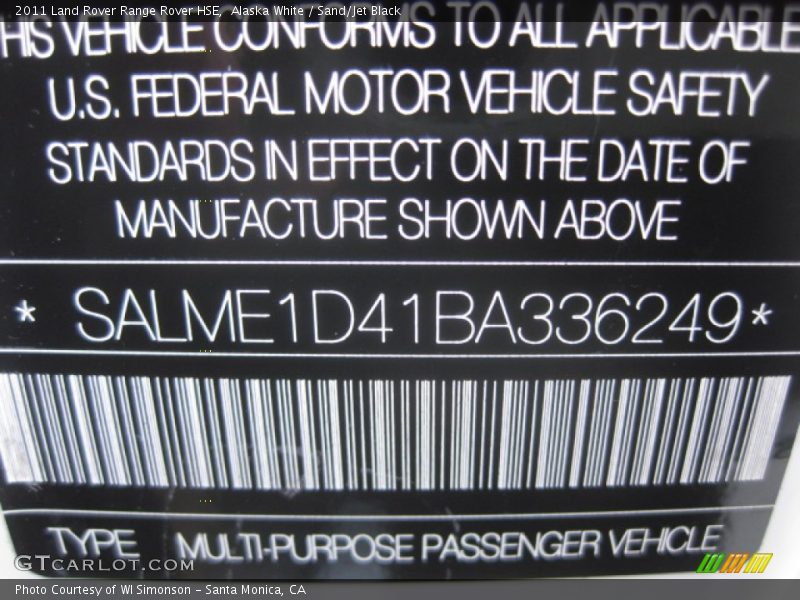 2011 Land Rover Range Rover HSE, Alaska White / Sand/Jet Black
THIS VEHICLE CONFORMS TO ALL APPLICABLE
U.S. FEDERAL MOTOR VEHICLE SAFETY
STANDARDS IN EFFECT ON THE DATE OF
MANUFACTURE SHOWN ABOVE
* SALME1D41BA336249 *
TYPE MULTI-PURPOSE PASSENGER VEHICLE
GTCARLOT.COM
Photo Courtesy of WI Simonson - Santa Monica, CA